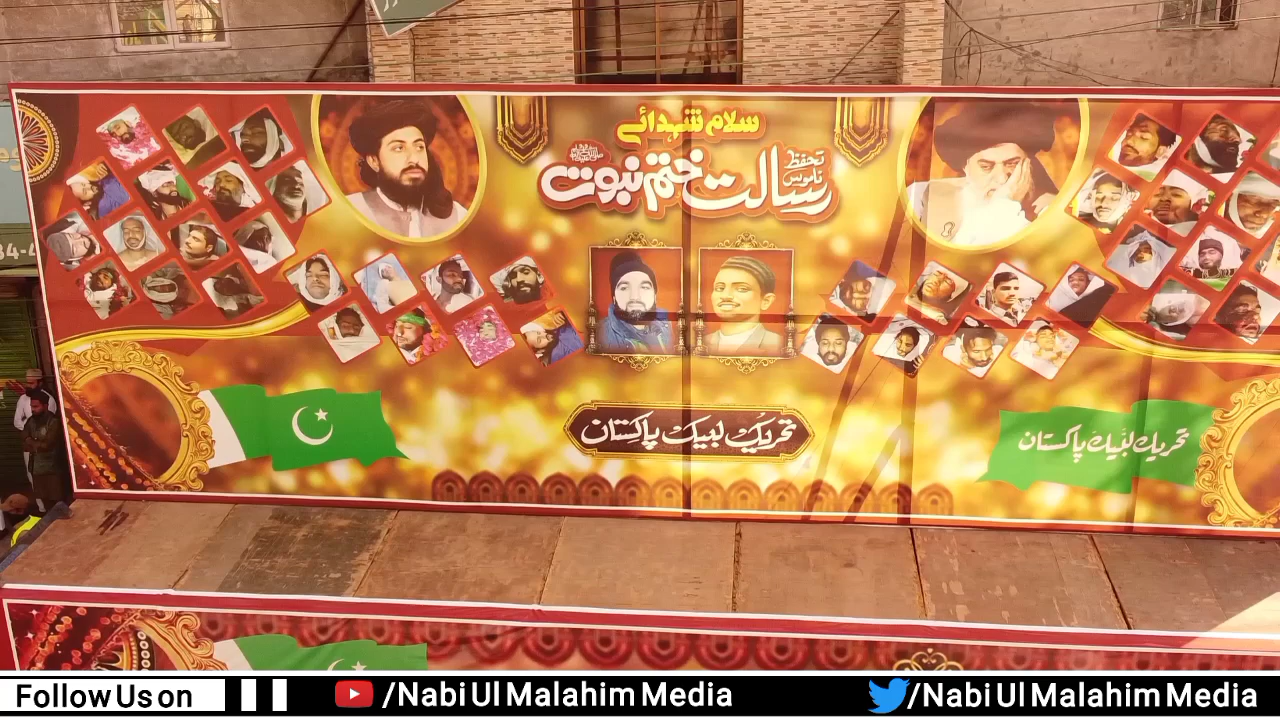 سلام شہدائے
تحفظ
ناموس
رسالت ختم نبوت
تحریک لبیک پاکستان
تحریک لبیک پاکستان
Follow Us on
/Nabi Ul Malahim Media
/Nabi Ul Malahim Media